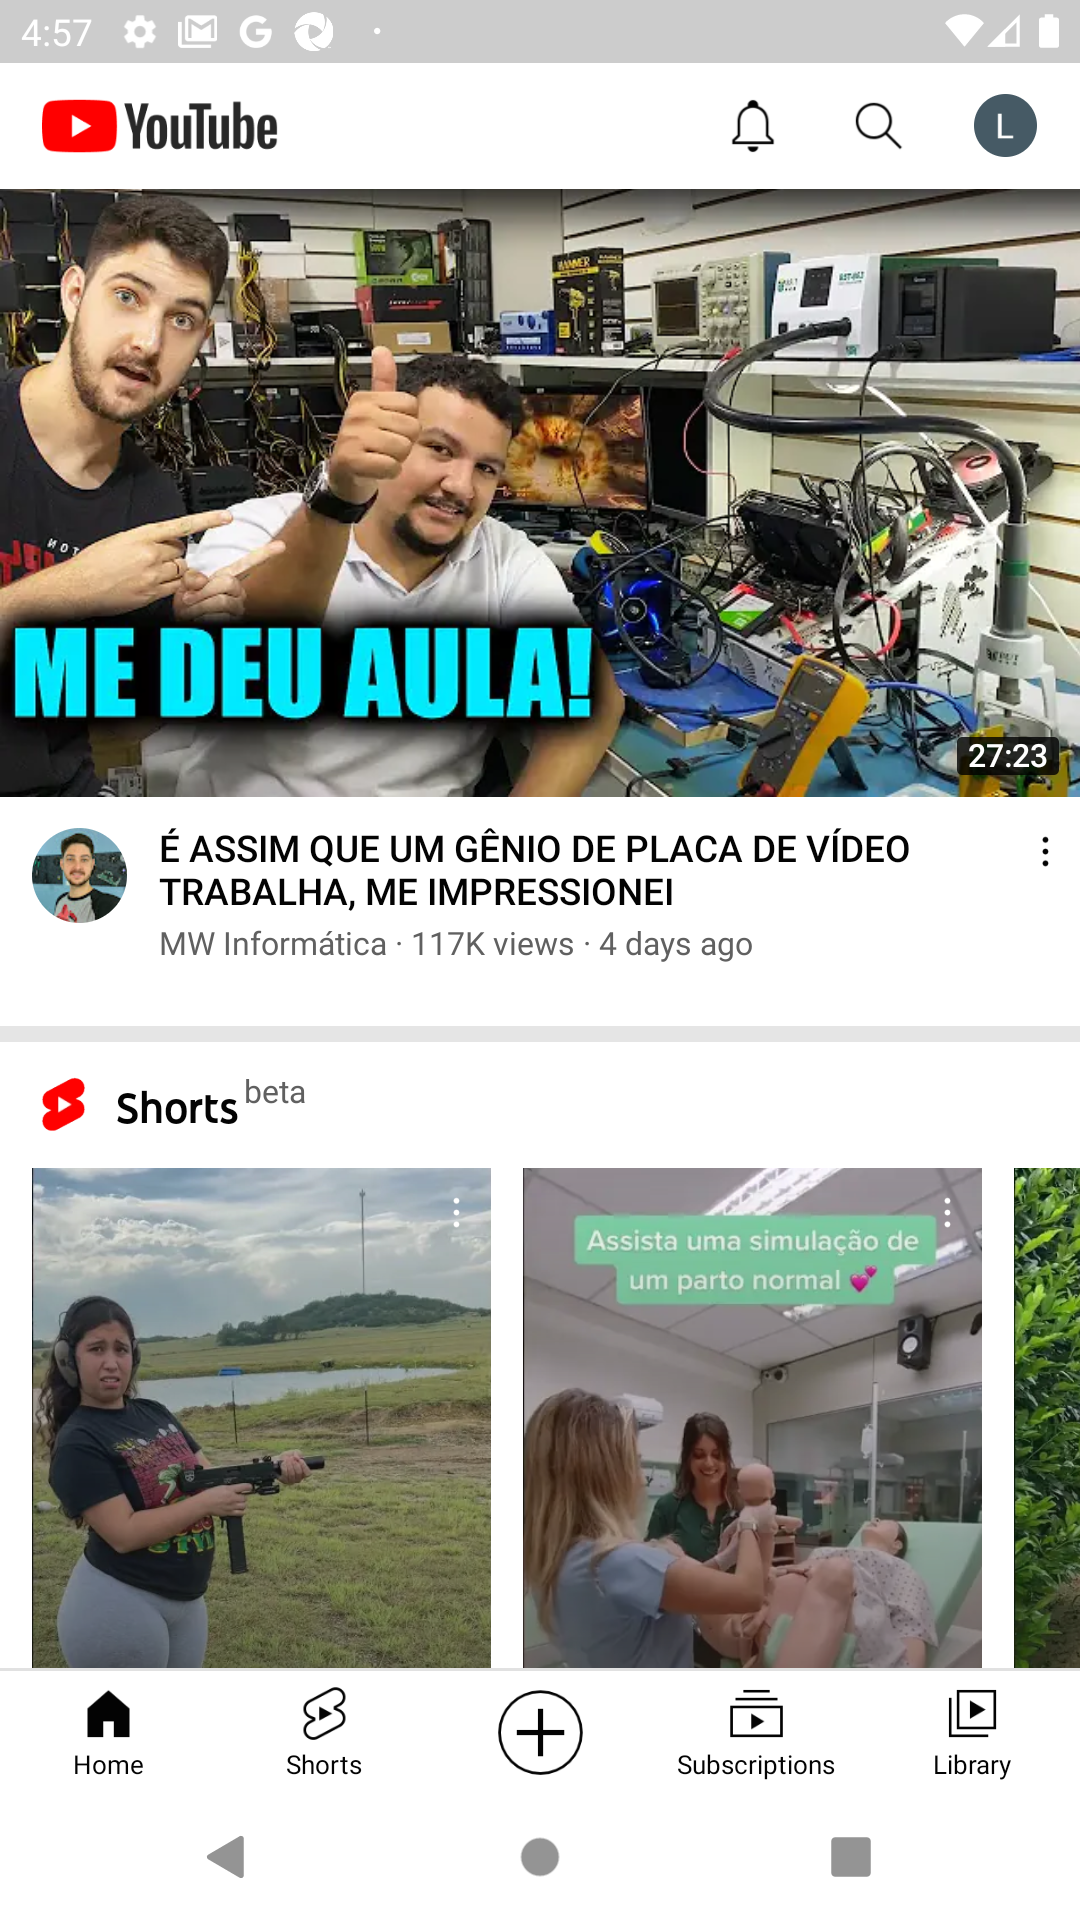 4:57
YouTube
L
NOT
HAMMER
ME DEU AULA!
27:23
É ASSIM QUE UM GÊNIO DE PLACA DE VÍDEO
TRABALHA, ME IMPRESSIONEI
MW Informática · 117K views · 4 days ago
Shorts beta
Assista uma simulação de
um parto normal 💕
Home
Shorts
Subscriptions
Library